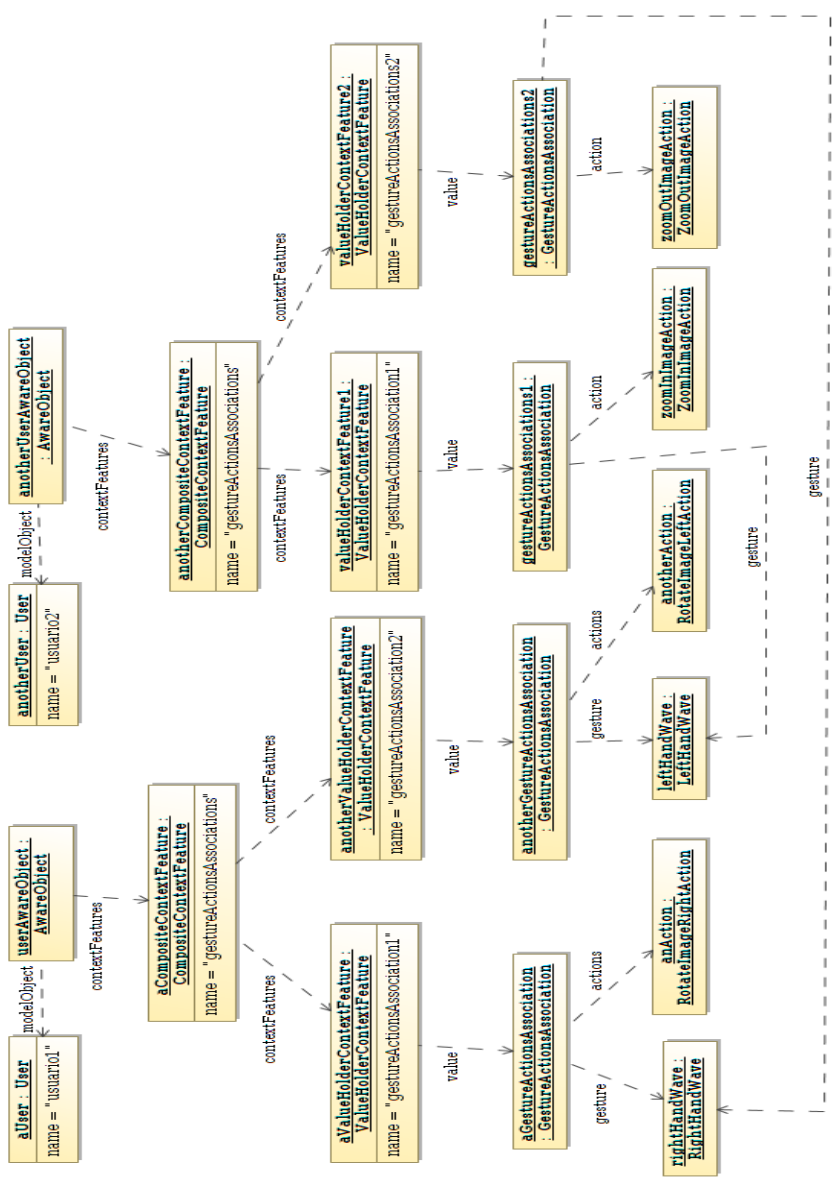 aUser : User
name = "usuario1"
modelObject
userAwareObject :
AwareObject
anotherUser : User
name = "usuario2"
modelObject
anotherUserAwareObject
: AwareObject
contextFeatures
contextFeatures
aCompositeContextFeature :
CompositeContextFeature
name = "gestureActionsAssociations"
anotherCompositeContextFeature :
CompositeContextFeature
name = "gestureActionsAssociations"
contextFeatures
contextFeatures
contextFeatures
contextFeatures
aValueHolderContextFeature :
ValueHolderContextFeature
name = "gestureActionsAssociation1"
anotherValueHolderContextFeature
: ValueHolderContextFeature
name = "gestureActionsAssociation2"
valueHolderContextFeature1 :
ValueHolderContextFeature
name = "gestureActionsAssociations1"
valueHolderContextFeature2 :
ValueHolderContextFeature
name = "gestureActionsAssociations2"
value
value
value
value
aGestureActionsAssociation
: GestureActionsAssociation
anotherGestureActionsAssociation
: GestureActionsAssociation
gestureActionsAssociations1 :
GestureActionsAssociation
gestureActionsAssociations2
: GestureActionsAssociation
gesture
actions
gesture
actions
action
action
rightHandWave :
RightHandWave
anAction :
RotateImageRightAction
leftHandWave :
LeftHandWave
anotherAction :
RotateImageLeftAction
zoomInImageAction :
ZoomInImageAction
zoomOutImageAction :
ZoomOutImageAction
gesture
gesture